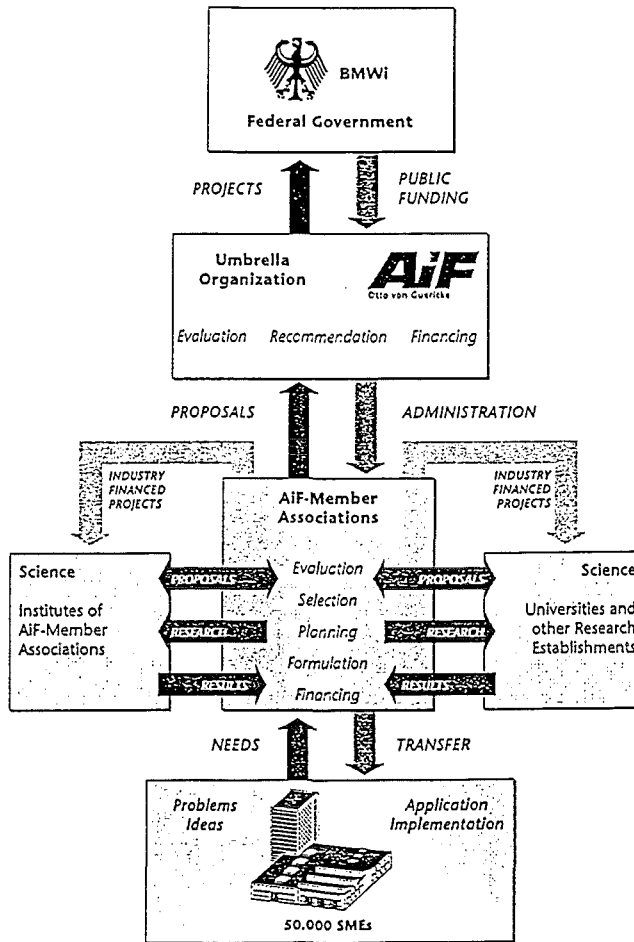 BMWi
Federal Government
PROJECTS
PUBLIC
FUNDING
Umbrella
Organization
AiF
Otto von Guericke
Evaluation Recommendation Financing
PROPOSALS
ADMINISTRATION
INDUSTRY
FINANCED
PROJECTS
INDUSTRY
FINANCED
PROJECTS
AiF-Member
Associations
Science
Institutes of
AiF-Member
Associations
PROPOSALS
RESEARCH
RESULTS
Evaluation
Selection
Planning
Formulation
Financing
PROPOSALS
RESEARCH
RESULTS
Science
Universities and
other Research
Establishments
NEEDS
TRANSFER
Problems
Ideas
Application
Implementation
50.000 SMEs